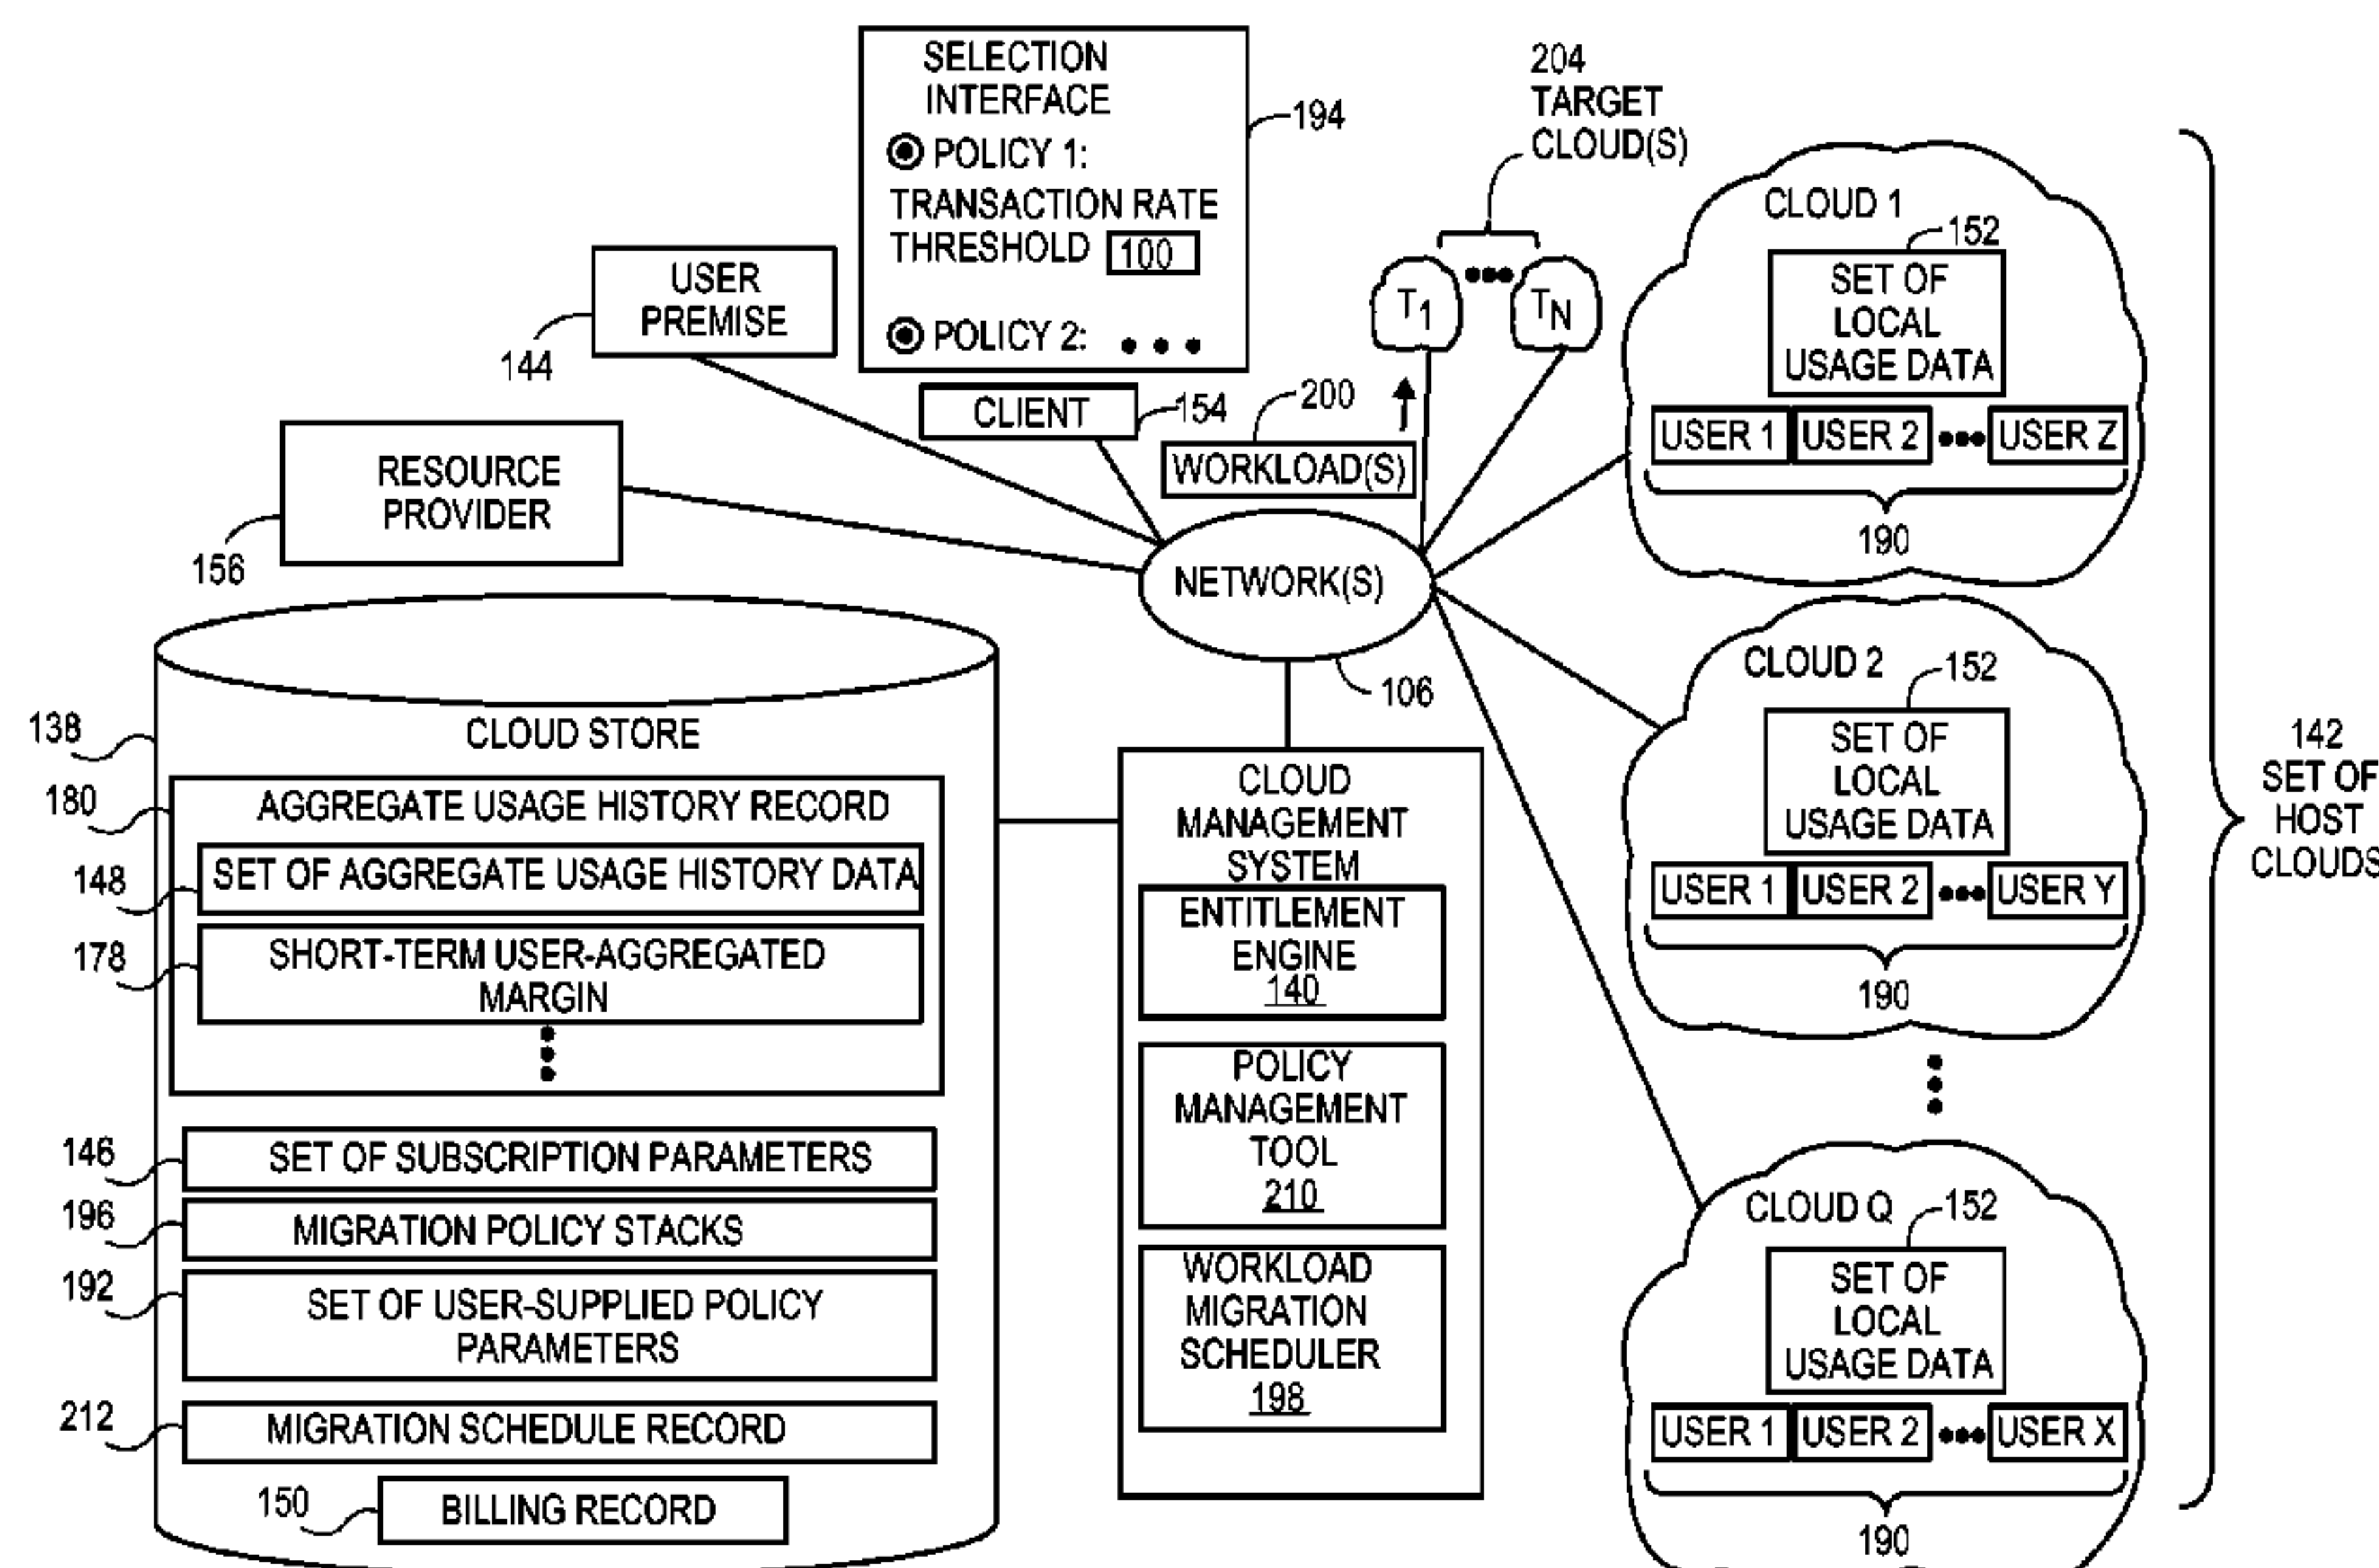 SELECTION
INTERFACE
POLICY 1:
TRANSACTION RATE
THRESHOLD 100
POLICY 2:
194
204
TARGET
CLOUD(S)
T1
TN
USER
PREMISE
144
CLIENT
154
200
WORKLOAD(S)
RESOURCE
PROVIDER
156
NETWORK(S)
106
CLOUD 1
152
SET OF
LOCAL
USAGE DATA
USER 1 USER 2 USER Z
190
CLOUD 2
152
SET OF
LOCAL
USAGE DATA
USER 1 USER 2 USER Y
190
CLOUD Q
152
SET OF
LOCAL
USAGE DATA
USER 1 USER 2 USER X
190
142
SET OF
HOST
CLOUDS
138
CLOUD STORE
180
AGGREGATE USAGE HISTORY RECORD
148
SET OF AGGREGATE USAGE HISTORY DATA
178
SHORT-TERM USER-AGGREGATED
MARGIN
146
SET OF SUBSCRIPTION PARAMETERS
196
MIGRATION POLICY STACKS
192
SET OF USER-SUPPLIED POLICY
PARAMETERS
212
MIGRATION SCHEDULE RECORD
150
BILLING RECORD
CLOUD
MANAGEMENT
SYSTEM
ENTITLEMENT
ENGINE
140
POLICY
MANAGEMENT
TOOL
210
WORKLOAD
MIGRATION
SCHEDULER
198